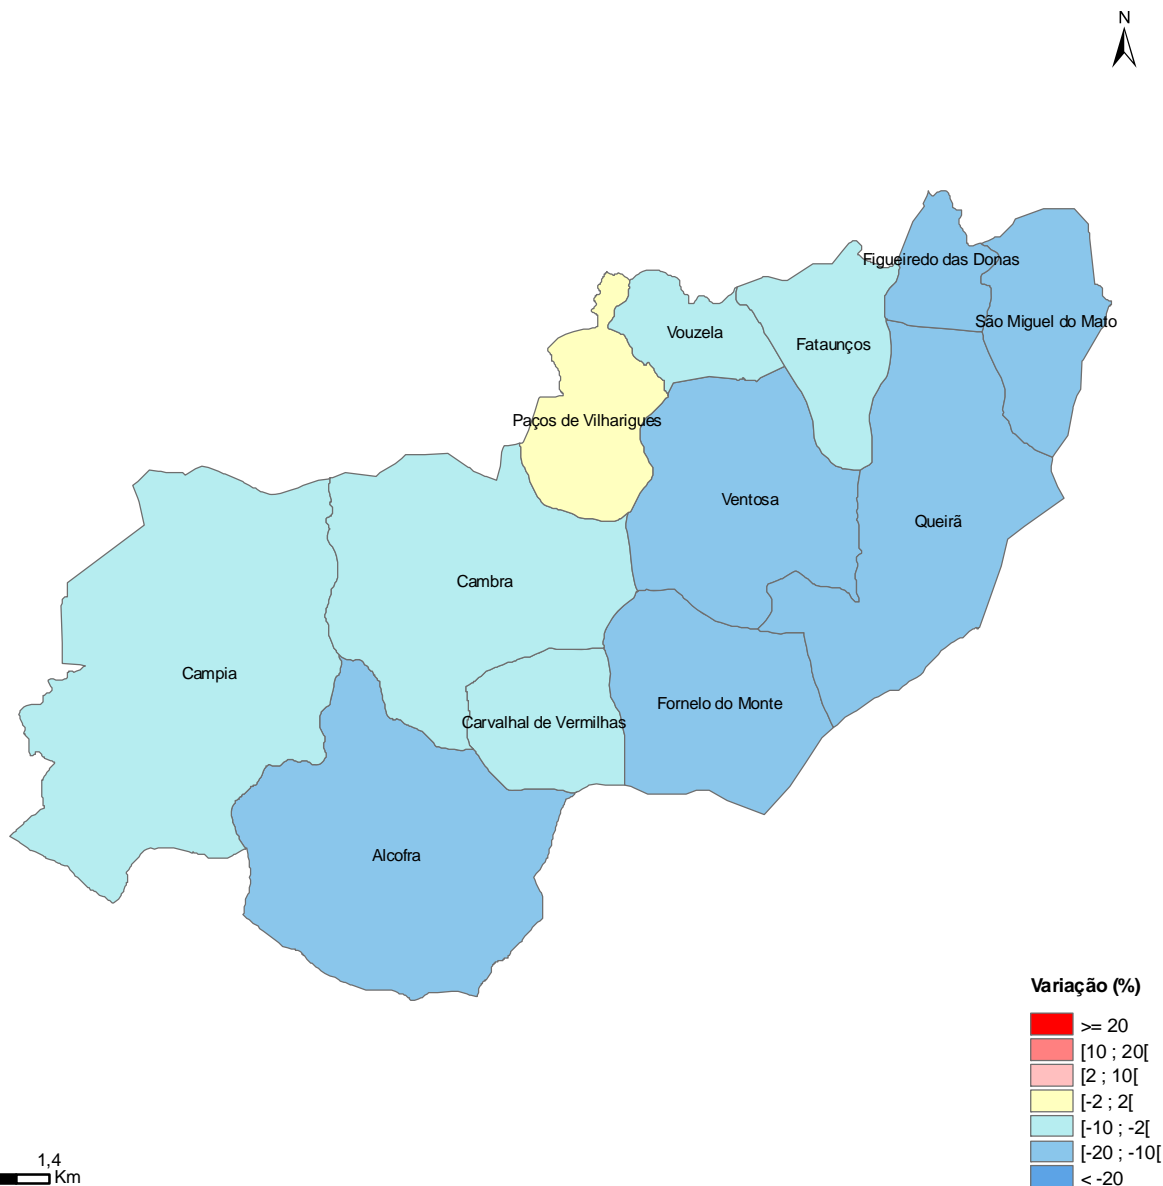 N
Figueiredo das Donas
São Miguel do Mato
Vouzela
Fataunços
Paços de Vilharigues
Ventosa
Queirã
Cambra
Campia
Fornelo do Monte
Carvalhal de Vermilhas
Alcofra
Variação (%)
>= 20
[10 ; 20[
[2 ; 10[
[-2 ; 2[
[-10 ; -2[
[-20 ; -10[
< -20
1,4
Km